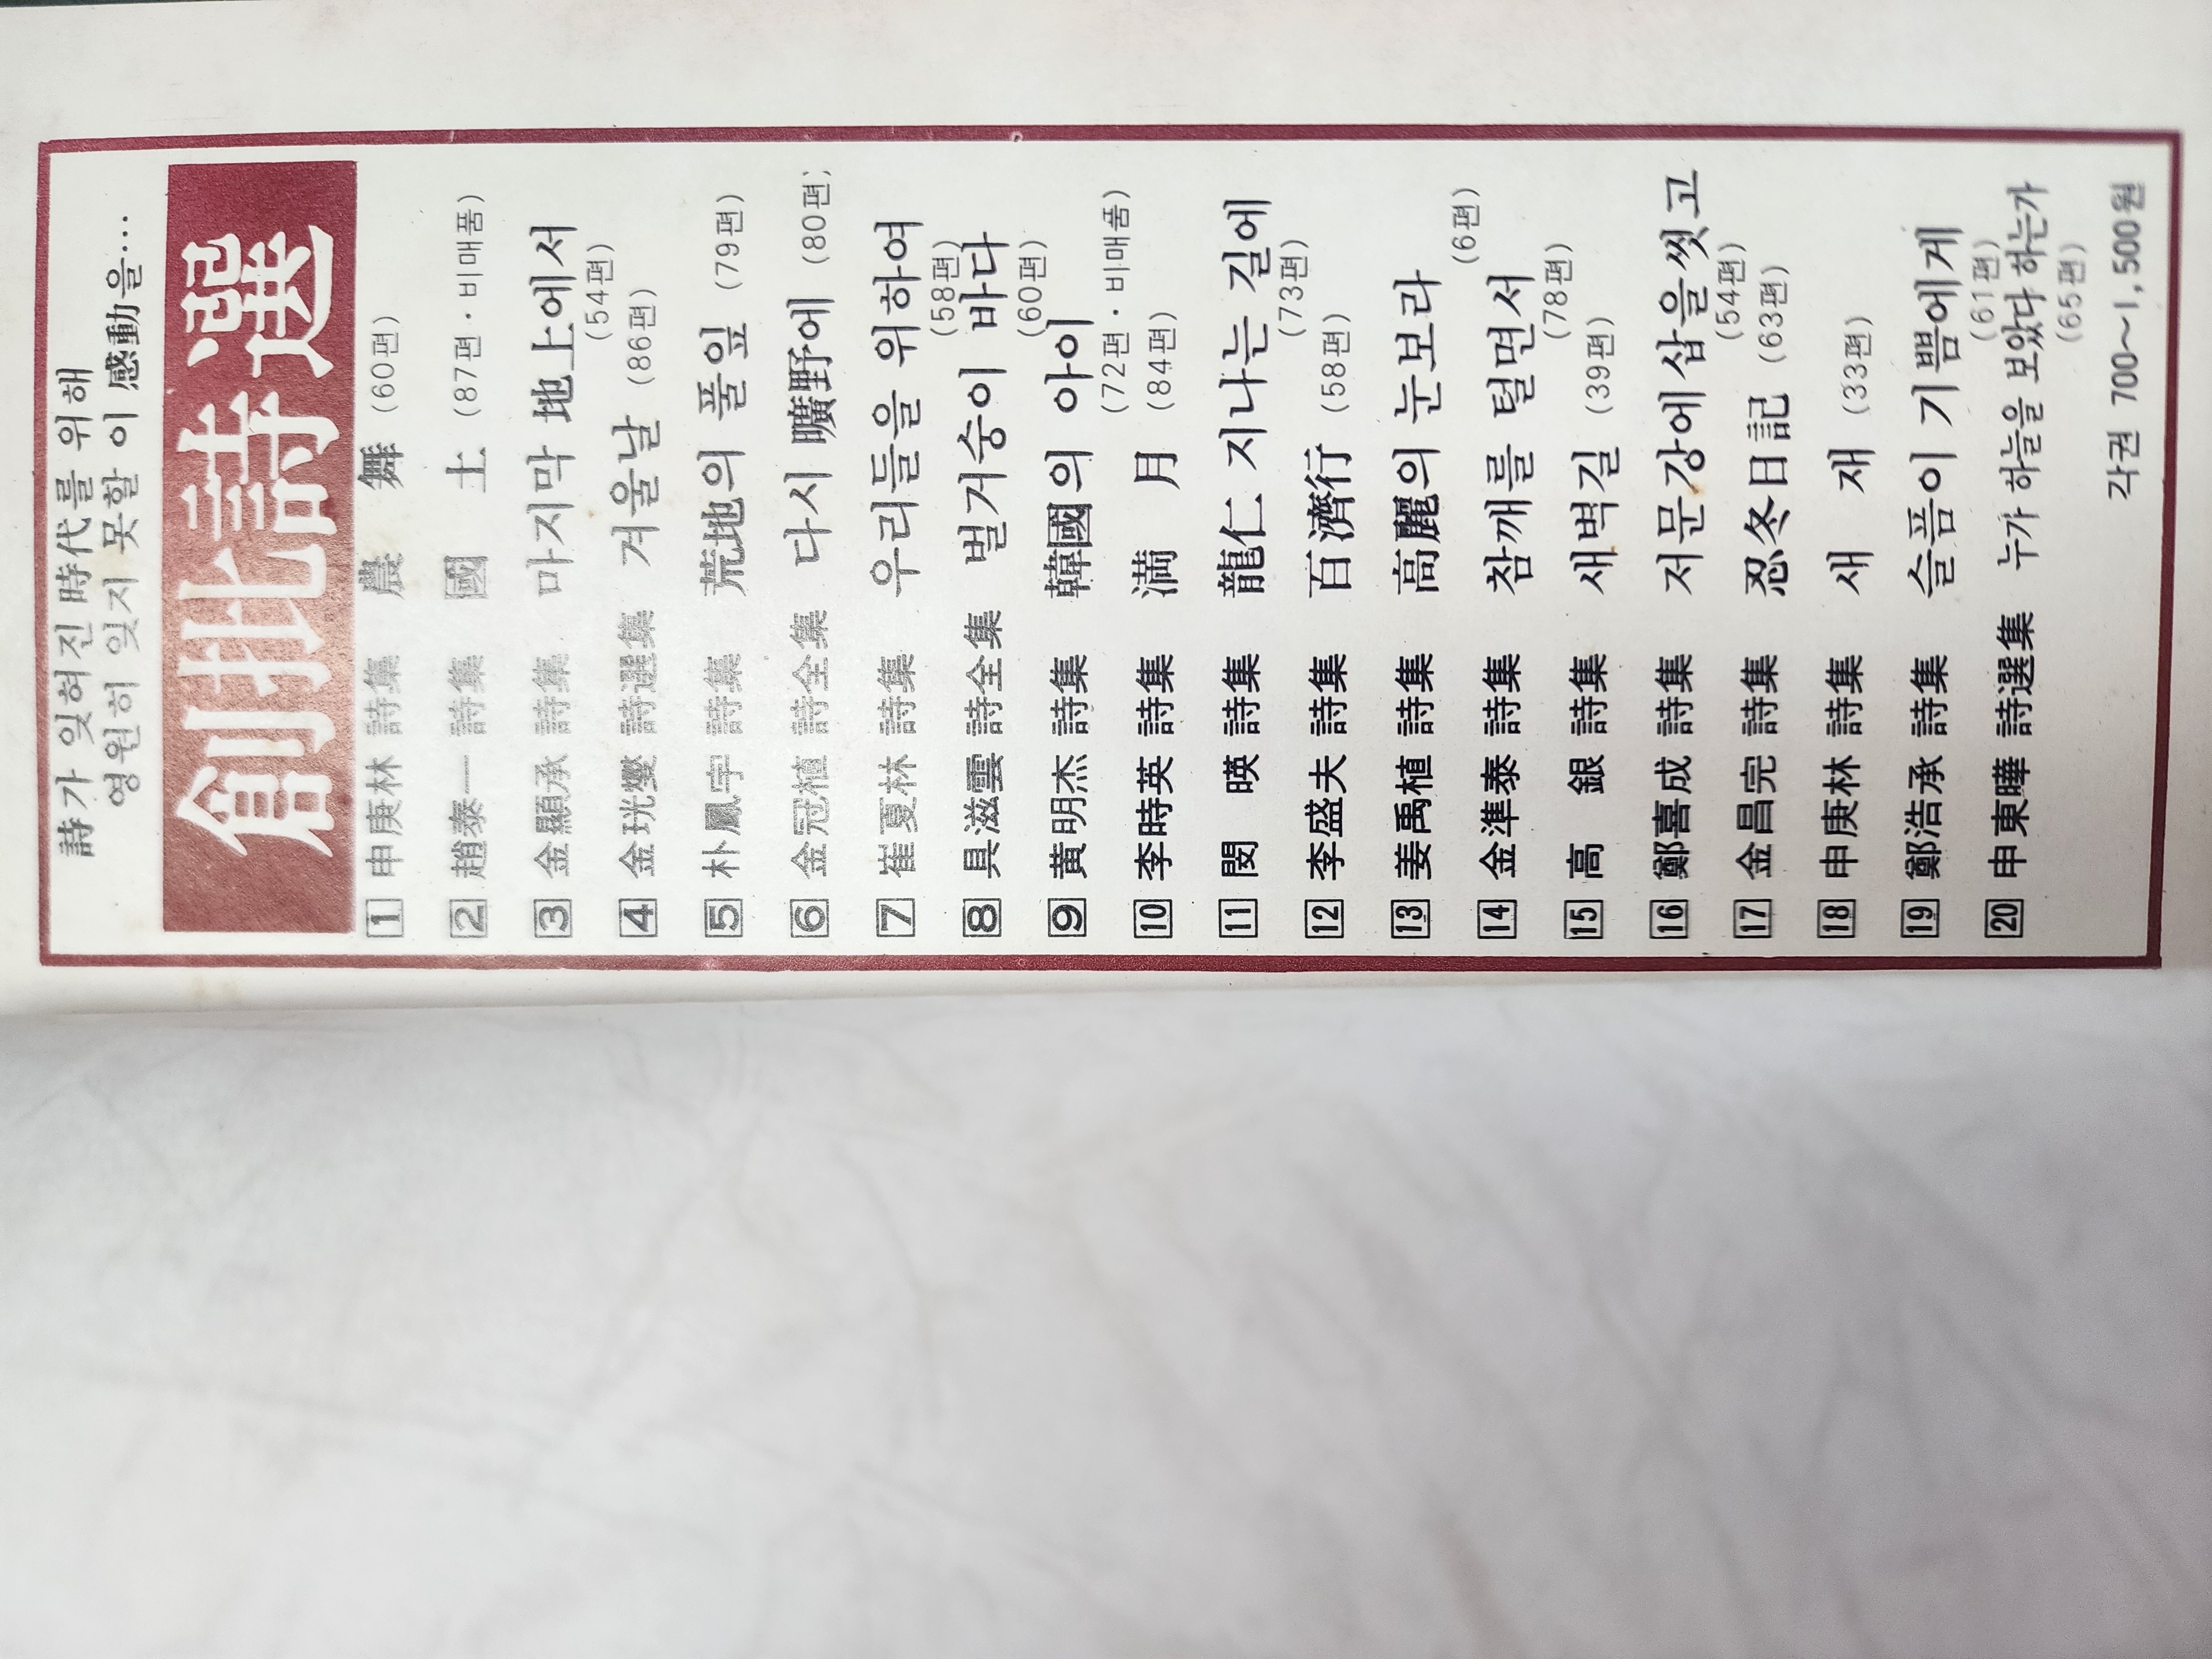 詩가 잊혀진 時代를 위해
영원히 잊지 못할 이 感動을…
創批詩選
1 申庚林 詩集 農 舞 (60편)
2 趙泰一 詩集 國 土 (87편·비매품)
3 金顯承 詩集 마지막 地上에서
(54편)
4 金珖燮 詩選集 겨울날 (86편)
5 朴鳳宇 詩集 荒地의 풀잎 (79편)
6 金冠植 詩全集 다시 曠野에 (80편)
7 崔夏林 詩集 우리들을 위하여
(58편)
8 具滋雲 詩全集 벌거숭이 바다
(60편)
9 黃明杰 詩集 韓國의 아이
(72편·비매품)
10 李時英 詩集 満 月 (84편)
11 閔 暎 詩集 龍仁 지나는 길에
(73편)
12 李盛夫 詩集 百濟行 (58편)
13 姜禹植 詩集 高麗의 눈보라
(6편)
14 金準泰 詩集 참깨를 털면서
(78편)
15 高 銀 詩集 새벽길 (39편)
16 鄭喜成 詩集 저문강에 삽을 씻고
(54편)
17 金昌完 詩集 忍冬日記 (63편)
18 申庚林 詩集 새 재 (33편)
19 鄭浩承 詩集 슬픔이 기쁨에게
(61편)
20 申東曄 詩選集 누가 하늘을 보았다 하는가
(65편)
각권 700~1,500원